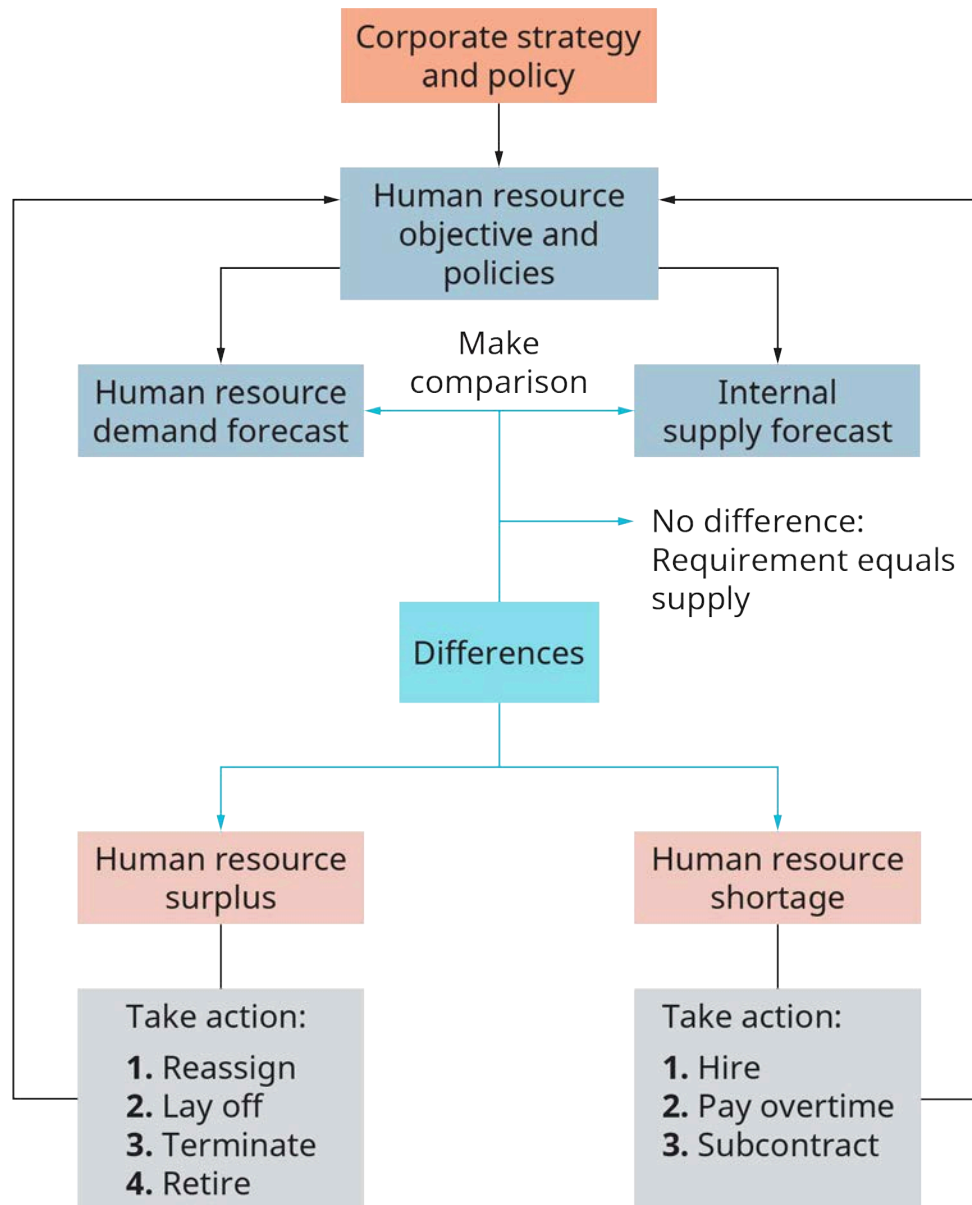 Corporate strategy
and policy
Human resource
objective and
policies
Make
comparison
Human resource
demand forecast
Internal
supply forecast
No difference:
Requirement equals
supply
Differences
Human resource
surplus
Human resource
shortage
Take action:
1. Reassign
2. Lay off
3. Terminate
4. Retire
Take action:
1. Hire
2. Pay overtime
3. Subcontract